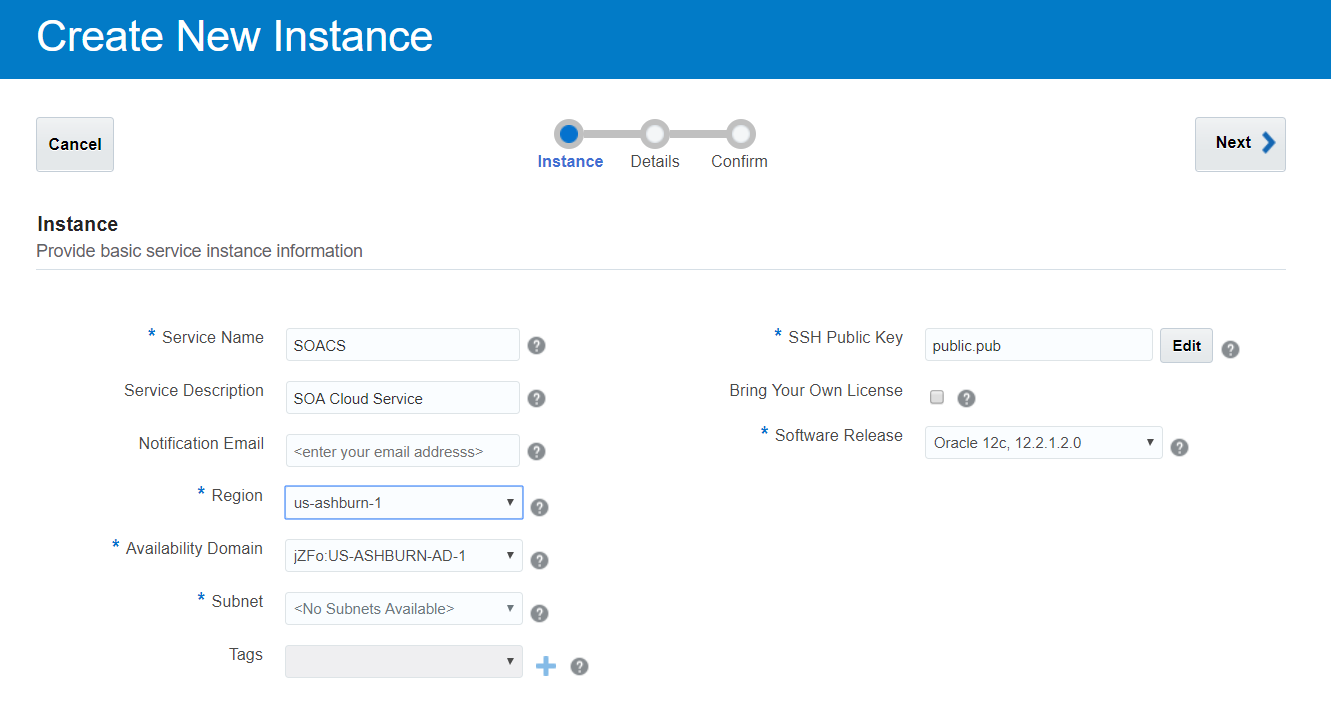 Create New Instance
Cancel
Instance
Details
Confirm
Next
Instance
Provide basic service instance information
* Service Name
SOACS
?
Service Description
SOA Cloud Service
?
Notification Email
<enter your email addresss>
?
* Region
us-ashburn-1
?
* Availability Domain
jZFo:US-ASHBURN-AD-1
?
* Subnet
<No Subnets Available>
?
Tags
?
* SSH Public Key
public.pub
Edit
?
Bring Your Own License
?
* Software Release
Oracle 12c, 12.2.1.2.0
?